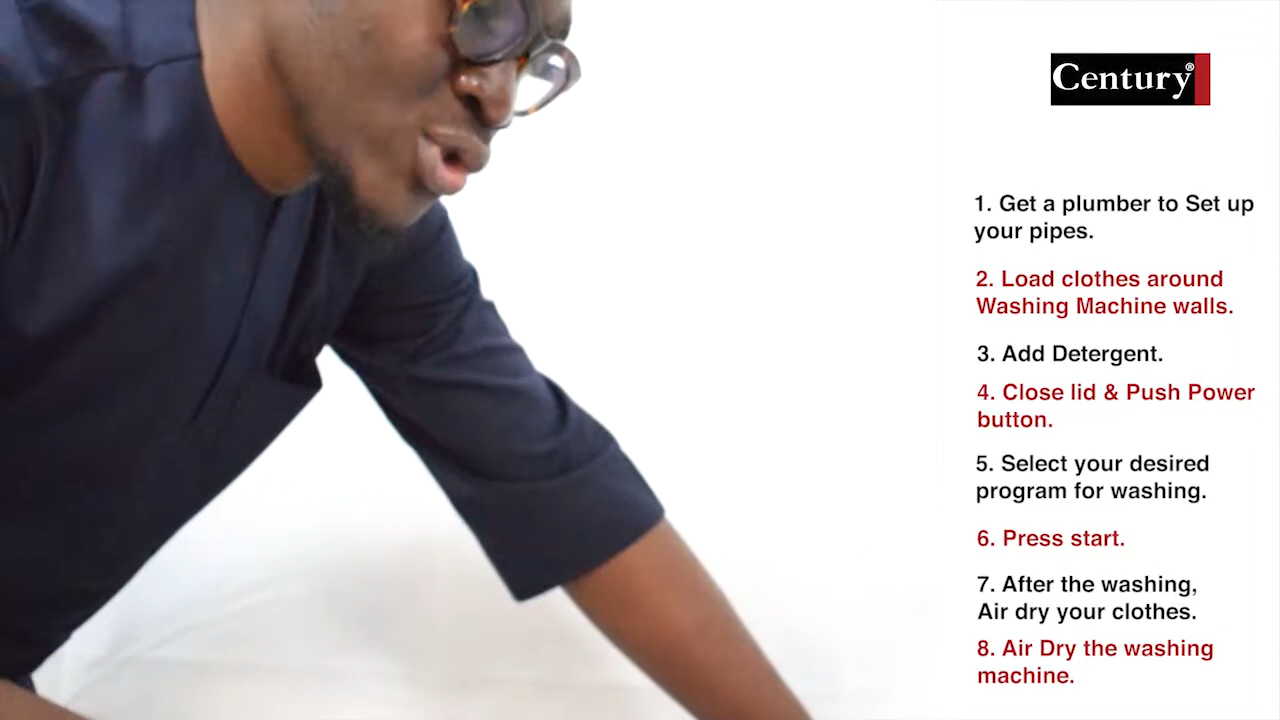 Century®
1. Get a plumber to Set up
your pipes.
2. Load clothes around
Washing Machine walls.
3. Add Detergent.
4. Close lid & Push Power
button.
5. Select your desired
program for washing.
6. Press start.
7. After the washing,
Air dry your clothes.
8. Air Dry the washing
machine.